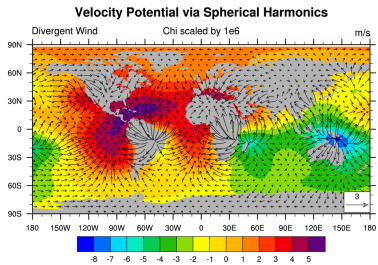 Velocity Potential via Spherical Harmonics
Divergent Wind Chi scaled by 1e6 m/s
90N
60N
30N
0
30S
60S
90S
3
180 150W 120W 90W 60W 30W 0 30E 60E 90E 120E 150E 180
-8 -7 -6 -5 -4 -3 -2 -1 0 1 2 3 4 5